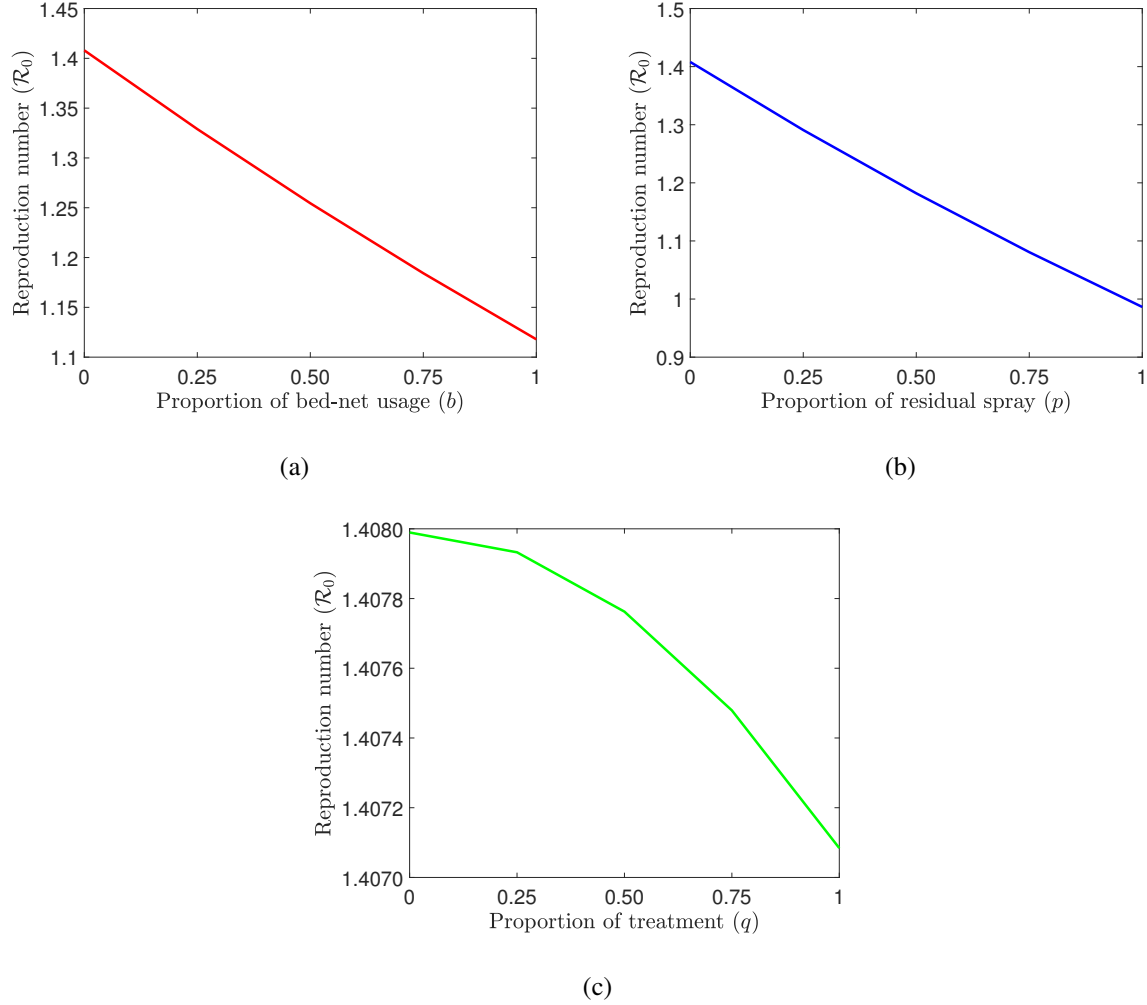 1.45
1.4
1.35
1.3
1.25
1.2
1.15
1.1
Reproduction number (R₀)
0 0.25 0.50 0.75 1
Proportion of bed-net usage (b)
(a)
1.5
1.4
1.3
1.2
1.1
1
0.9
Reproduction number (R₀)
0 0.25 0.50 0.75 1
Proportion of residual spray (p)
(b)
1.4080
1.4078
1.4076
1.4074
1.4072
1.4070
Reproduction number (R₀)
0 0.25 0.50 0.75 1
Proportion of treatment (q)
(c)